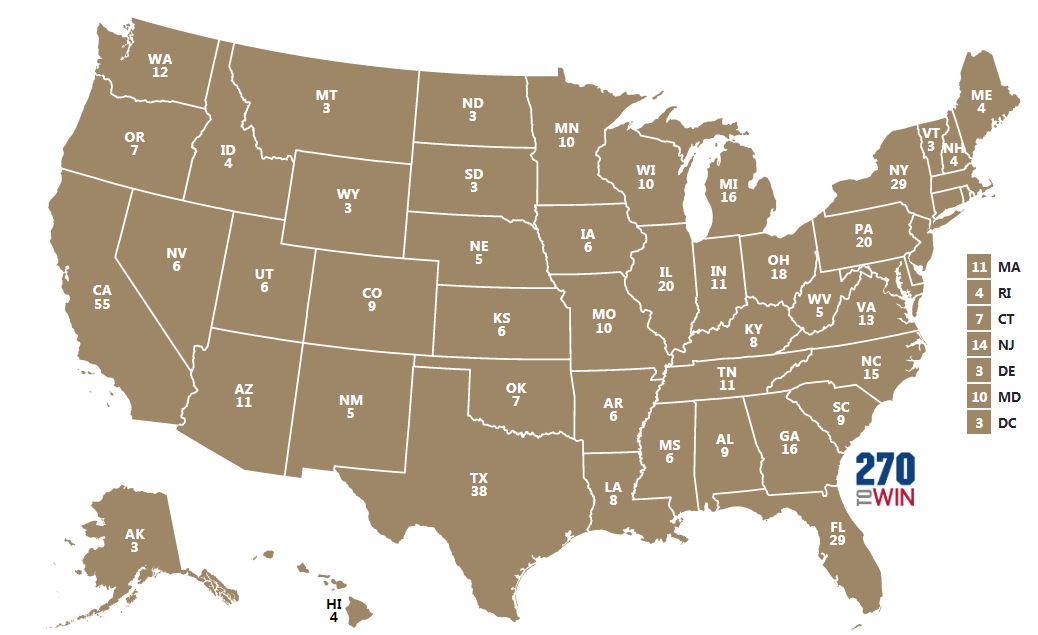 WA
12
OR
7
ID
4
MT
3
ND
3
MN
10
SD
3
WY
3
WI
10
MI
16
NY
29
VT
3
NH
4
ME
4
CA
55
NV
6
UT
6
CO
9
NE
5
IA
6
IL
20
IN
11
OH
18
PA
20
KS
6
MO
10
KY
8
WV
5
VA
13
NC
15
TN
11
AZ
11
NM
5
OK
7
AR
6
SC
9
MS
6
AL
9
GA
16
TX
38
LA
8
FL
29
AK
3
HI
4
11 MA
4 RI
7 CT
14 NJ
3 DE
10 MD
3 DC
270
TO WIN